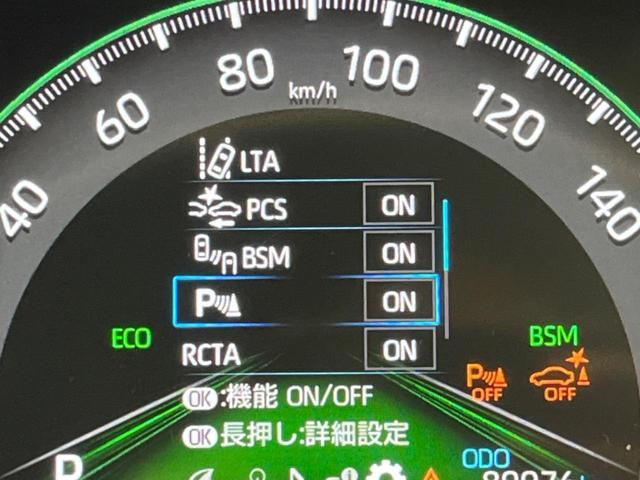 40
60
80
km/h
100
120
140
LTA
PCS ON
BSM ON
P ON
RCTA ON
ECO
BSM
P OFF
OFF
OK:機能 ON/OFF
OK長押し:詳細設定
P
ODO